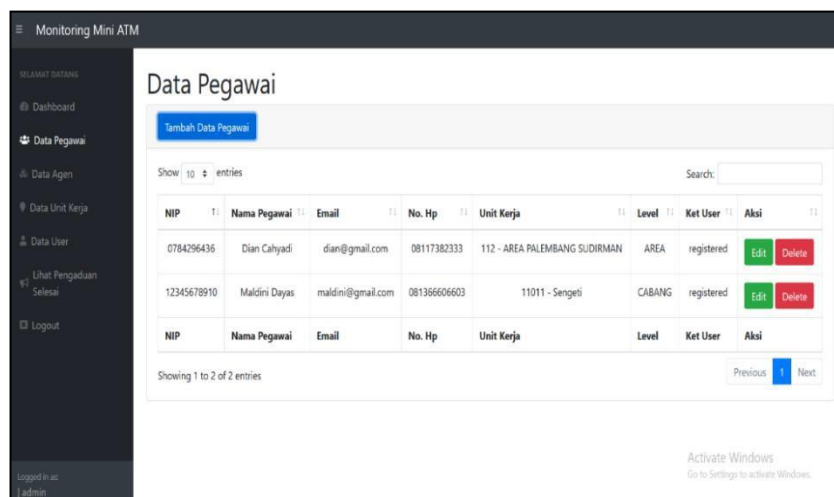 Monitoring Mini ATM
SELAMAT DATANG
Dashboard
Data Pegawai
Data Agen
Data Unit Kerja
Data User
Lihat Pengaduan
Selesai
Logout
Logged in as:
admin
Data Pegawai
Tambah Data Pegawai
Show 10 entries
Search:
NIP Nama Pegawai Email No. Hp Unit Kerja Level Ket User Aksi
0784296436 Dian Cahyadi dian@gmail.com 08117382333 112 - AREA PALEMBANG SUDIRMAN AREA registered Edit Delete
12345678910 Maldini Dayas maldini@gmail.com 081366606603 11011 - Sengeti CABANG registered Edit Delete
NIP Nama Pegawai Email No. Hp Unit Kerja Level Ket User Aksi
Showing 1 to 2 of 2 entries
Previous 1 Next
Activate Windows
Go to Settings to activate Windows.